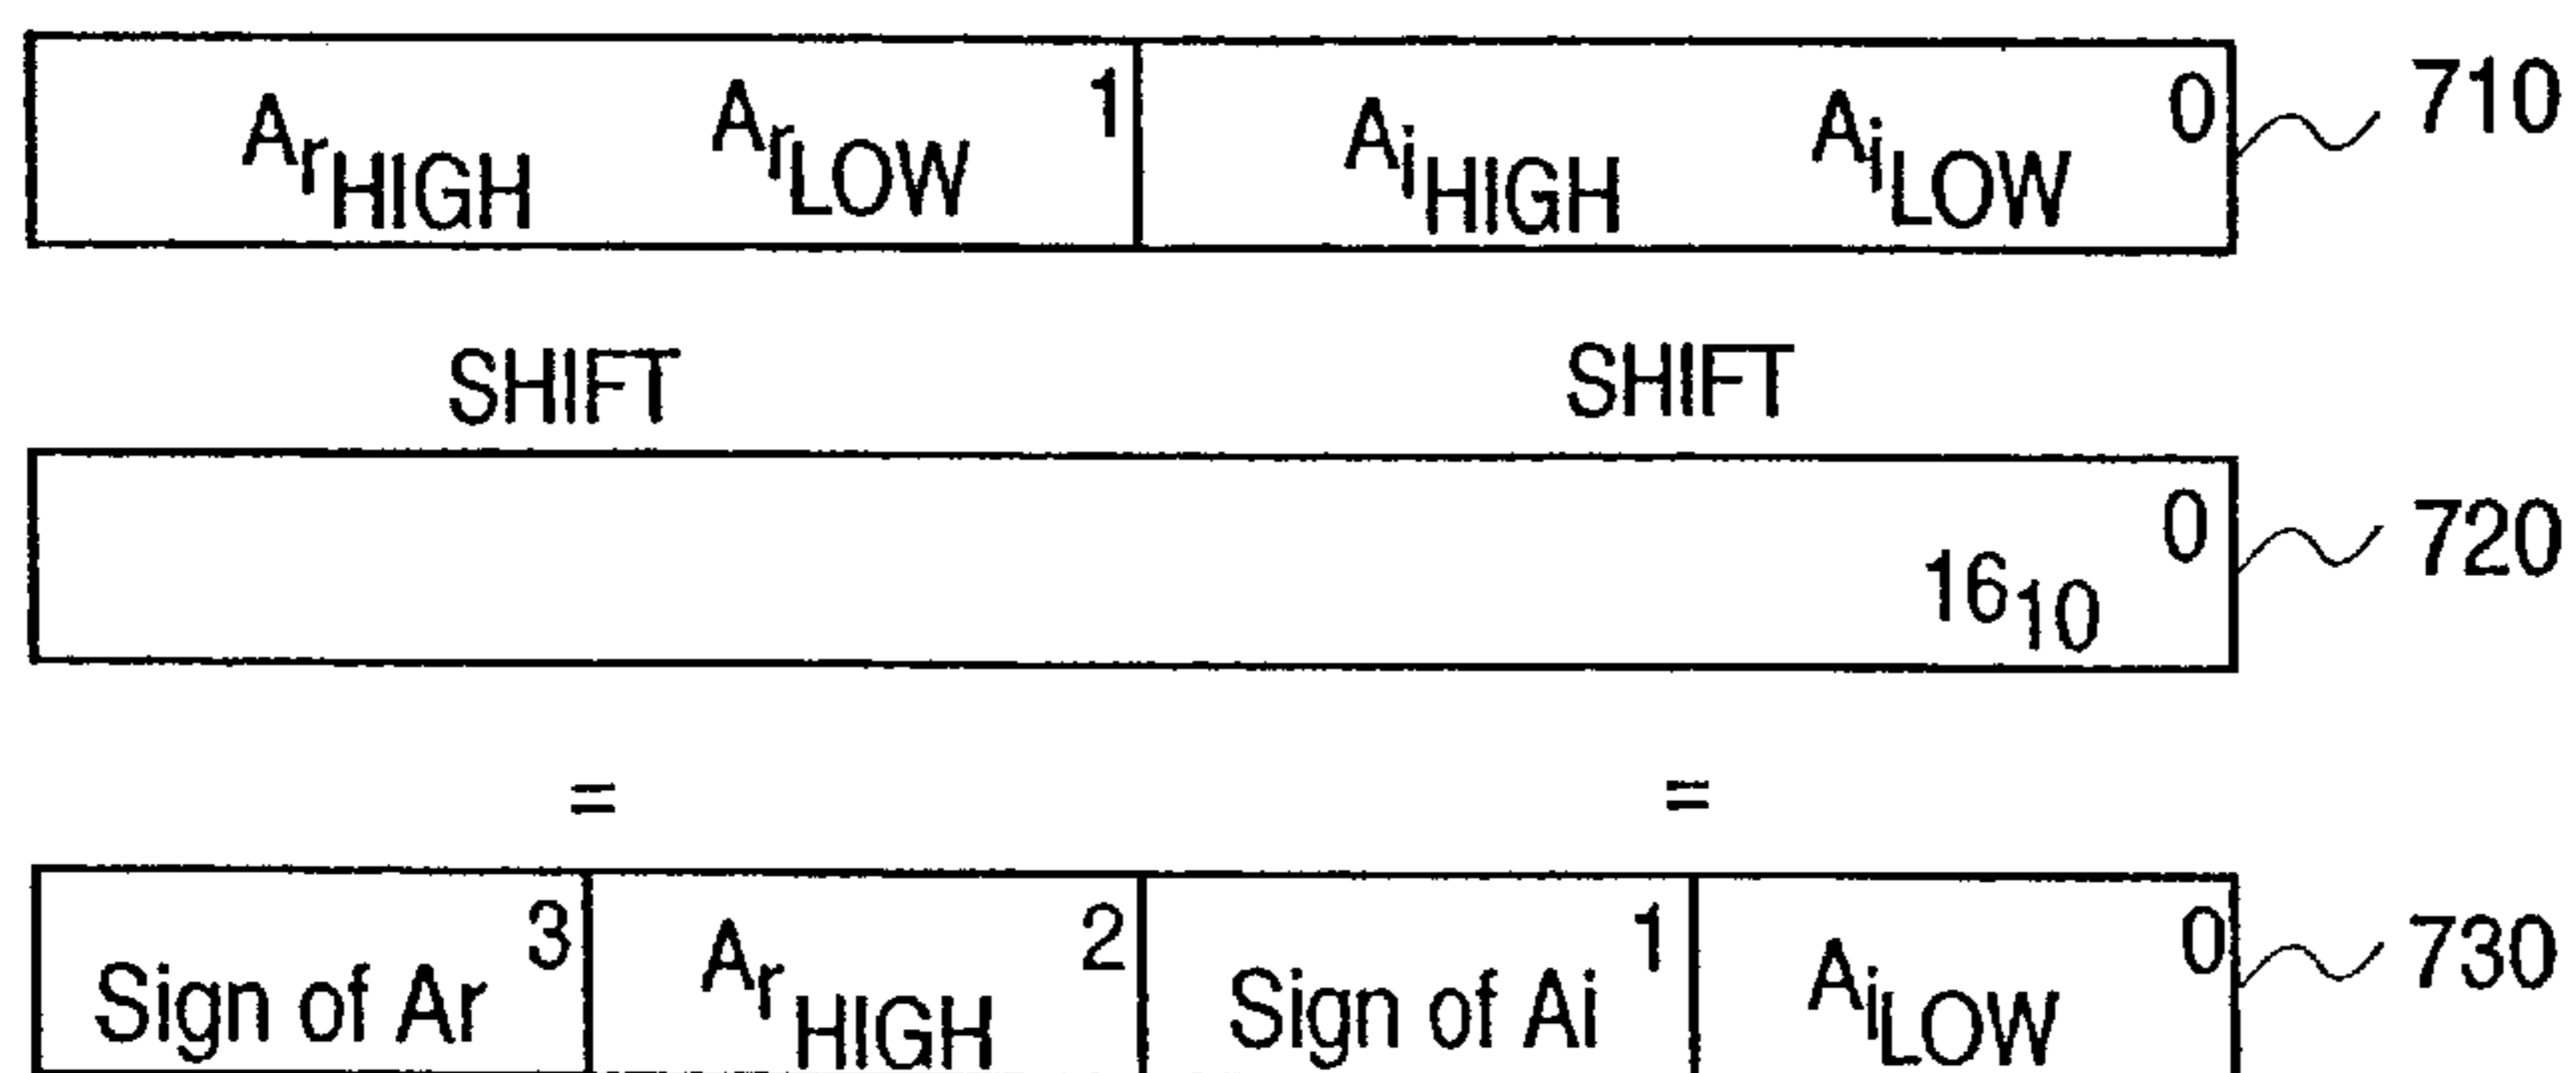 ArHIGH ArLOW 1 AiHIGH AiLOW 0 710
SHIFT SHIFT
1610 0 720
= =
Sign of Ar 3 ArHIGH 2 Sign of Ai 1 AiLOW 0 730